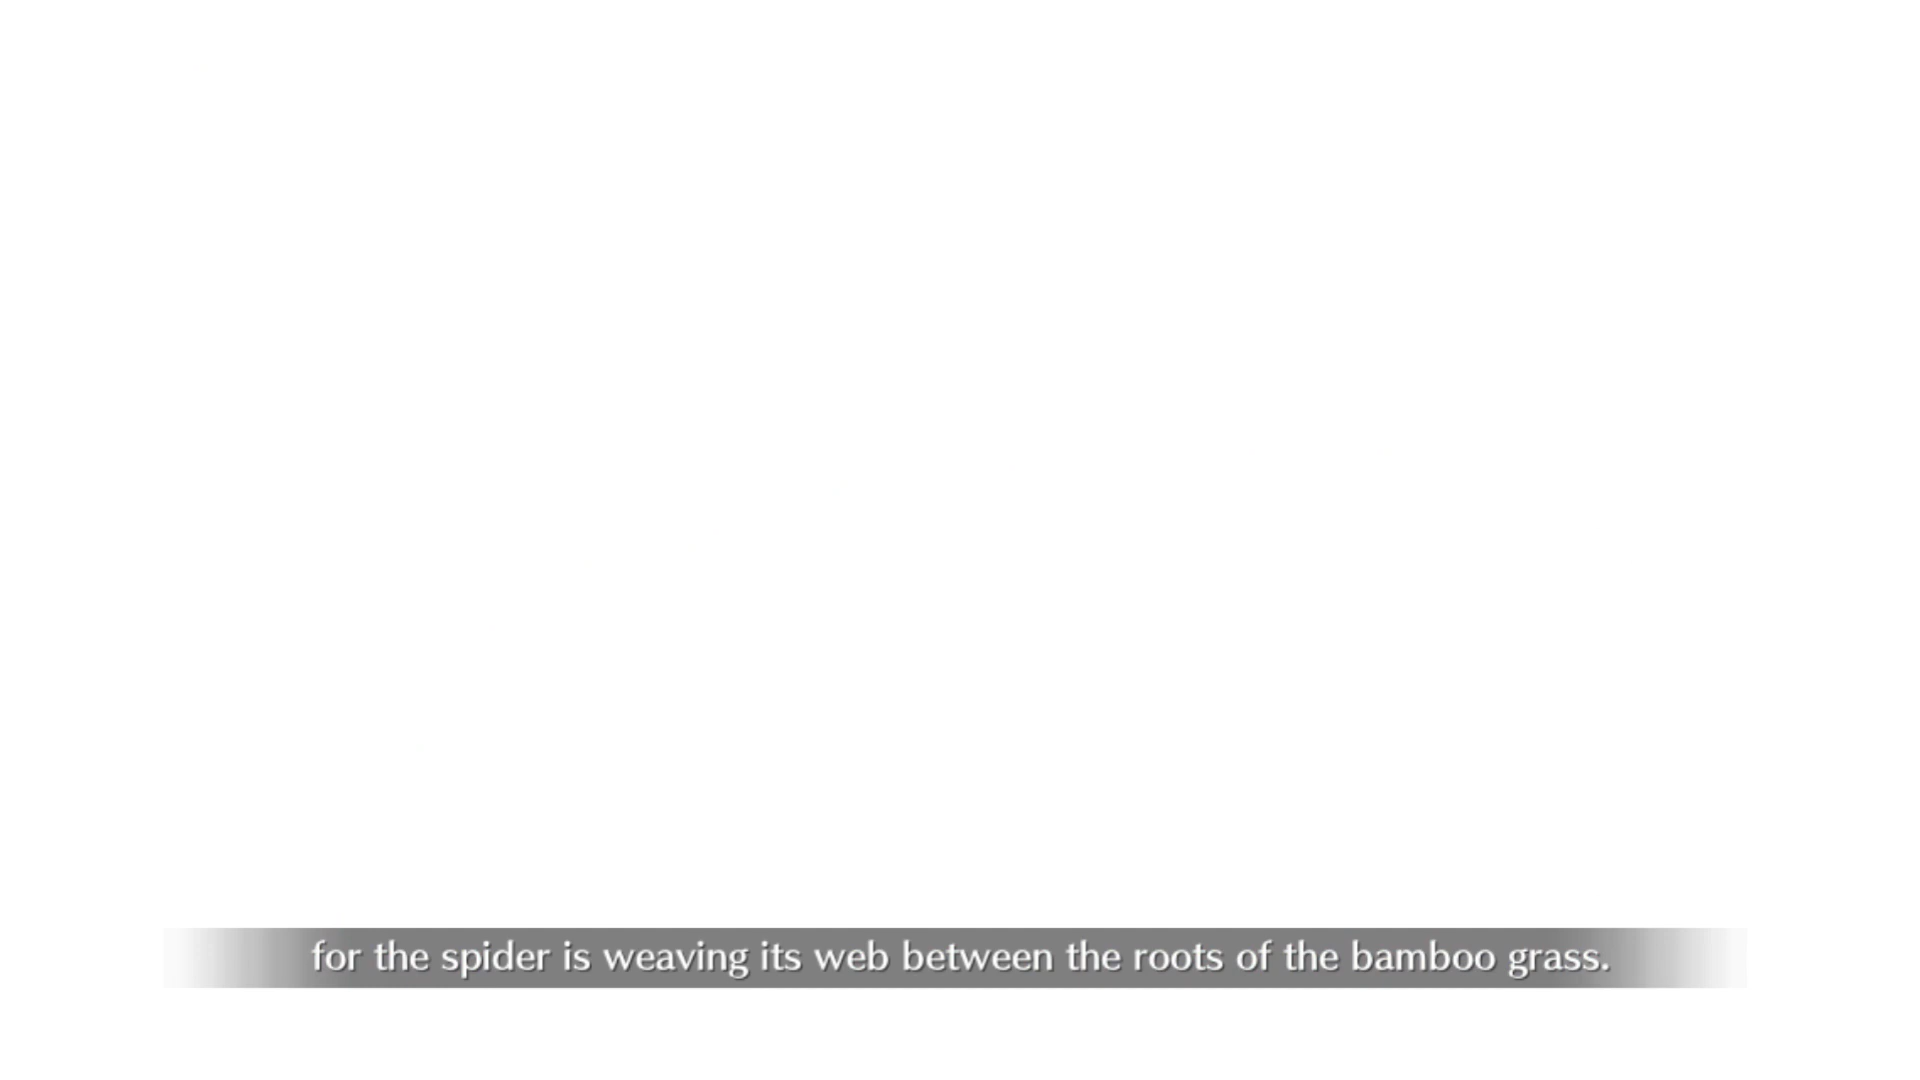 for the spider is weaving its web between the roots of the bamboo grass.